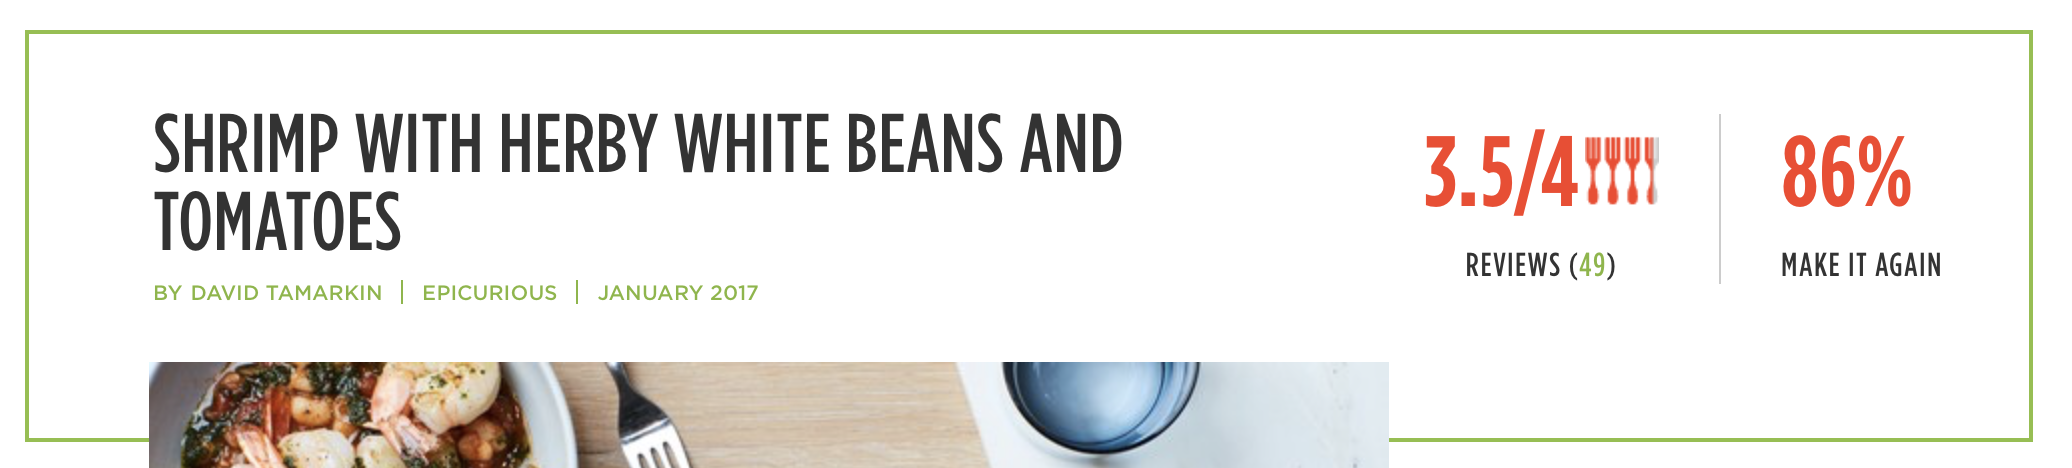 SHRIMP WITH HERBY WHITE BEANS AND
TOMATOES
BY DAVID TAMARKIN | EPICURIOUS | JANUARY 2017
3.5/4
REVIEWS (49)
86%
MAKE IT AGAIN